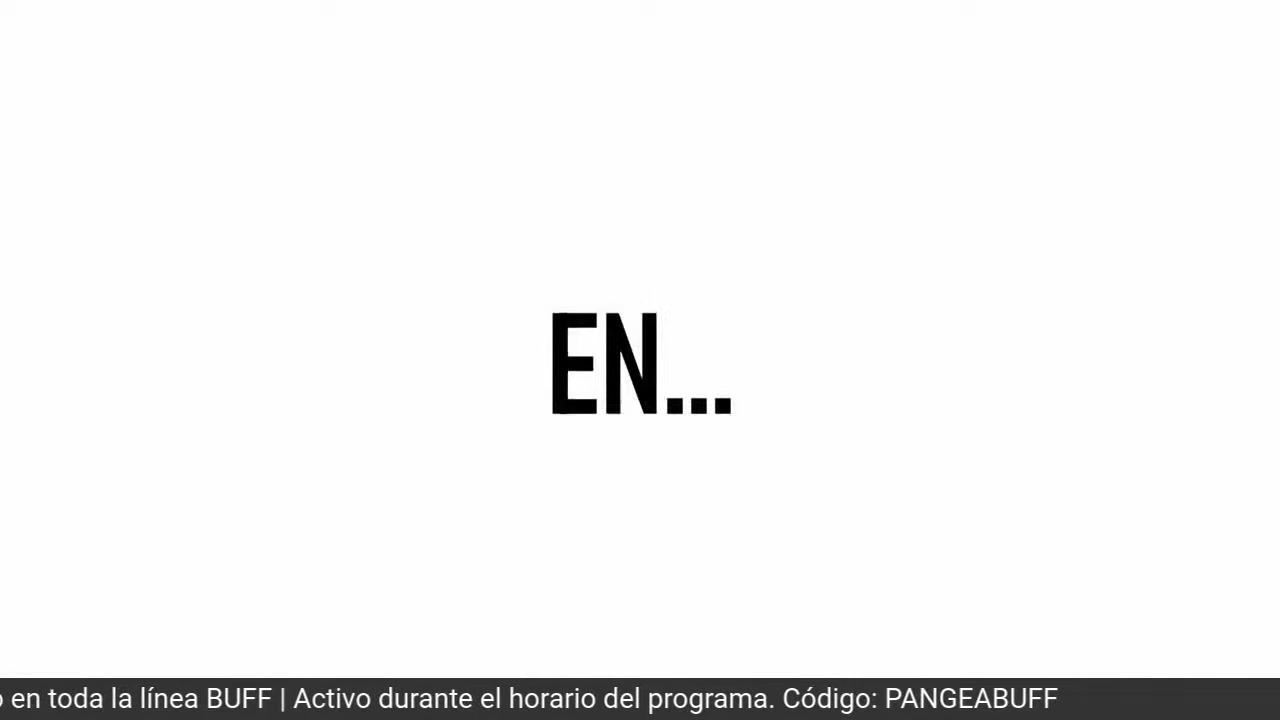 EN...
en toda la línea BUFF | Activo durante el horario del programa. Código: PANGEABUFF